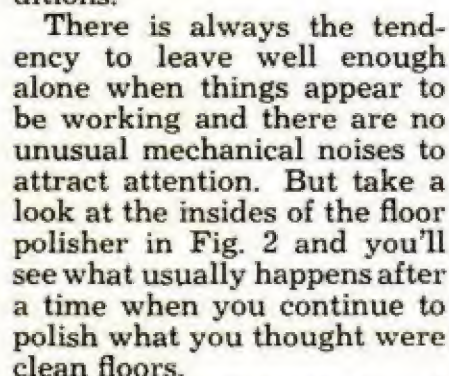 ditions.
There is always the tend-
ency to leave well enough
alone when things appear to
be working and there are no
unusual mechanical noises to
attract attention. But take a
look at the insides of the floor
polisher in Fig. 2 and you'll
see what usually happens after
a time when you continue to
polish what you thought were
clean floors.